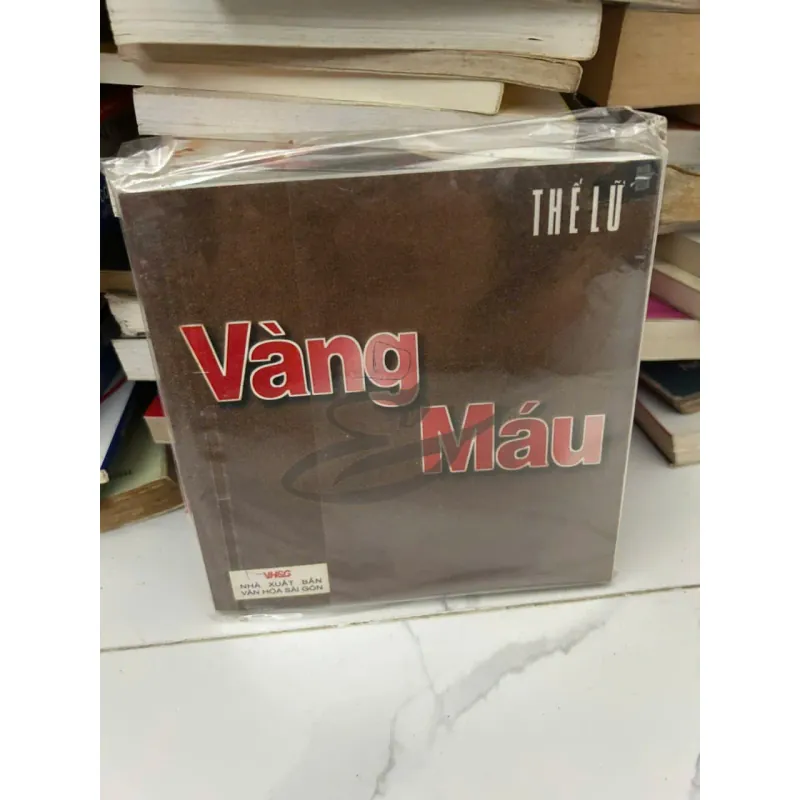 THẾ LỮ
Vàng
Máu
VHSG
NHÀ XUẤT BẢN
VĂN HÓA SÀI GÒN